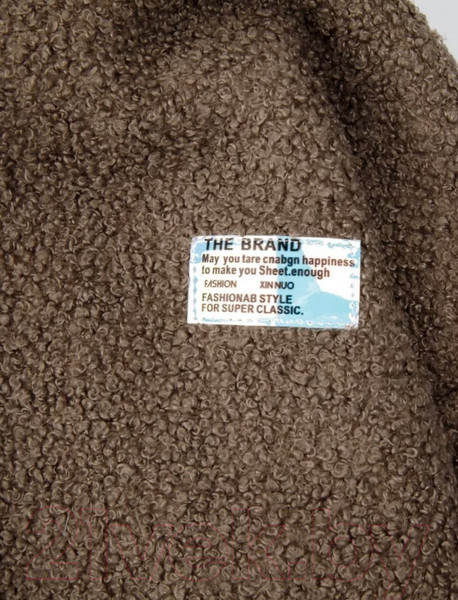 THE BRAND
May you tare cnabgn happiness
to make you Sheet.enough
FASHION XIN NUO
FASHIONAB STYLE
FOR SUPER CLASSIC.